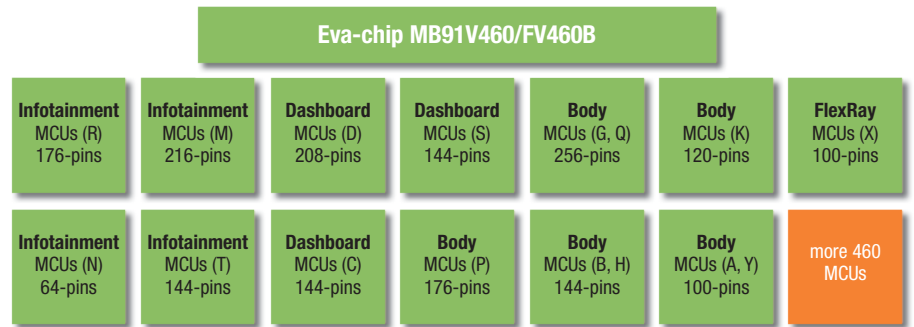 Eva-chip MB91V460/FV460B
Infotainment
MCUs (R)
176-pins
Infotainment
MCUs (M)
216-pins
Dashboard
MCUs (D)
208-pins
Dashboard
MCUs (S)
144-pins
Body
MCUs (G, Q)
256-pins
Body
MCUs (K)
120-pins
FlexRay
MCUs (X)
100-pins
Infotainment
MCUs (N)
64-pins
Infotainment
MCUs (T)
144-pins
Dashboard
MCUs (C)
144-pins
Body
MCUs (P)
176-pins
Body
MCUs (B, H)
144-pins
Body
MCUs (A, Y)
100-pins
more 460
MCUs